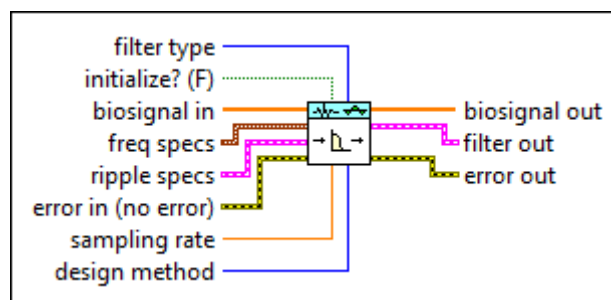 filter type
initialize? (F)
biosignal in
biosignal out
freq specs
filter out
ripple specs
error out
error in (no error)
sampling rate
design method